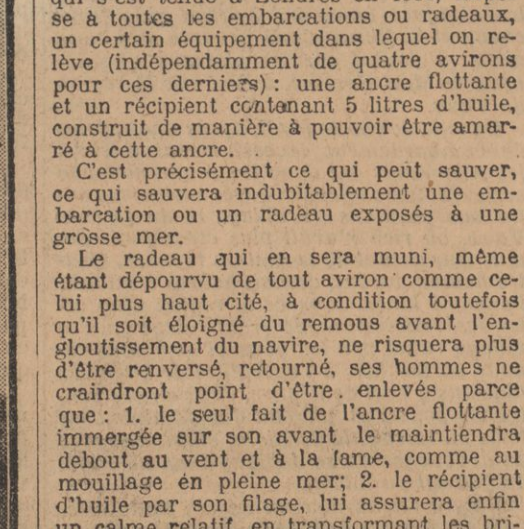 se à toutes les embarcations ou radeaux,
un certain équipement dans lequel on re-
lève (indépendamment de quatre avirons
pour ces derniers) : une ancre flottante
et un récipient contenant 5 litres d'huile,
construit de manière à pouvoir être amar-
ré à cette ancre.
C'est précisément ce qui peut sauver,
ce qui sauvera indubitablement une em-
barcation ou un radeau exposés à une
grosse mer.
Le radeau qui en sera muni, même
étant dépourvu de tout aviron comme ce-
lui plus haut cité, à condition toutefois
qu'il soit éloigné du remous avant l'en-
gloutissement du navire, ne risquera plus
d'être renversé, retourné, ses hommes ne
craindront point d'être enlevés parce
que : 1. le seul fait de l'ancre flottante
immergée sur son avant le maintiendra
debout au vent et à la lame, comme au
mouillage én pleine mer; 2. le récipient
d'huile par son filage, lui assurera enfin
un calme relatif en transformant les bri-